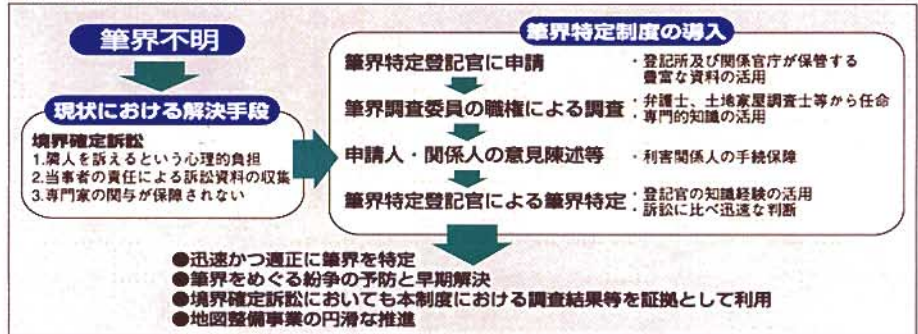 筆界不明
現状における解決手段
境界確定訴訟
1.隣人を訴えるという心理的負担
2.当事者の責任による訴訟資料の収集
3.専門家の関与が保障されない
筆界特定制度の導入
筆界特定登記官に申請
・登記所及び関係官庁が保管する
豊富な資料の活用
筆界調査委員の職権による調査
・弁護士、土地家屋調査士等から任命
・専門的知識の活用
申請人・関係人の意見陳述等
・利害関係人の手続保障
筆界特定登記官による筆界特定
・登記官の知識経験の活用
・訴訟に比べ迅速な判断
●迅速かつ適正に筆界を特定
●筆界をめぐる紛争の予防と早期解決
●境界確定訴訟においても本制度における調査結果等を証拠として利用
●地図整備事業の円滑な推進